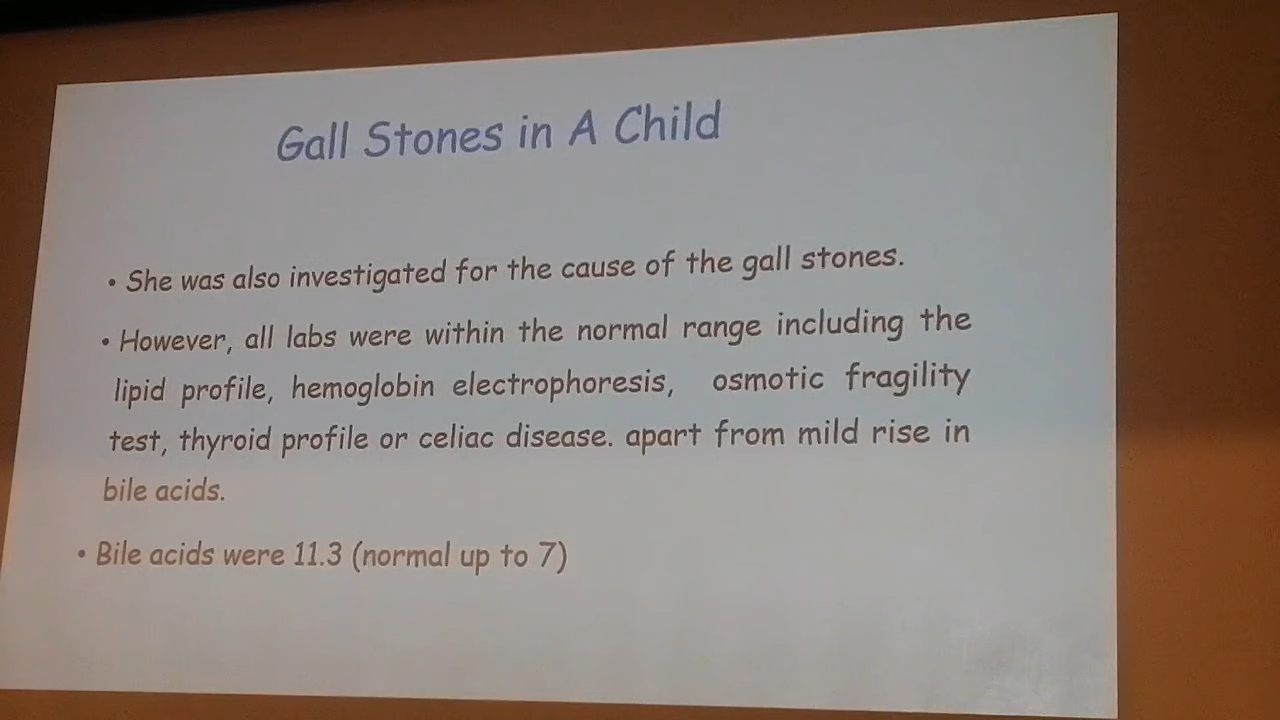 Gall Stones in A Child
• She was also investigated for the cause of the gall stones.
• However, all labs were within the normal range including the
lipid profile, hemoglobin electrophoresis, osmotic fragility
test, thyroid profile or celiac disease. apart from mild rise in
bile acids.
• Bile acids were 11.3 (normal up to 7)